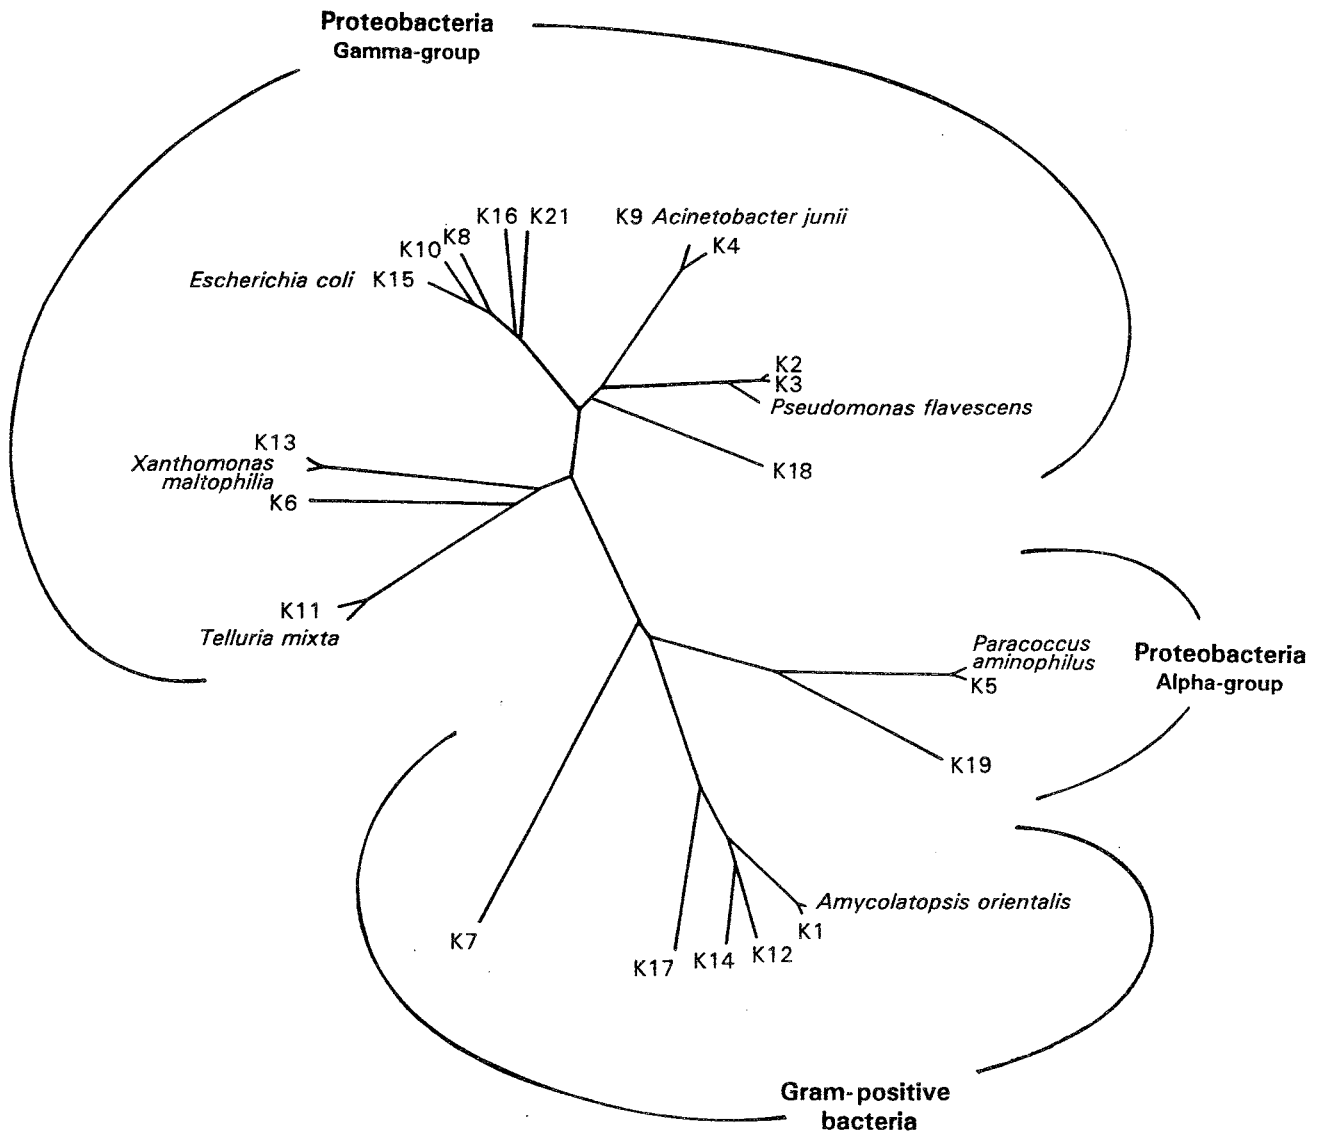 Proteobacteria
Gamma-group
K16 K21
K9 Acinetobacter junii
K10 K8
K4
Escherichia coli K15
K2
K3
Pseudomonas flavescens
K13
Xanthomonas
maltophilia
K18
K6
K11
Telluria mixta
Paracoccus
aminophilus
K5
Proteobacteria
Alpha-group
K19
Amycolatopsis orientalis
K1
K7
K17 K14 K12
Gram-positive
bacteria